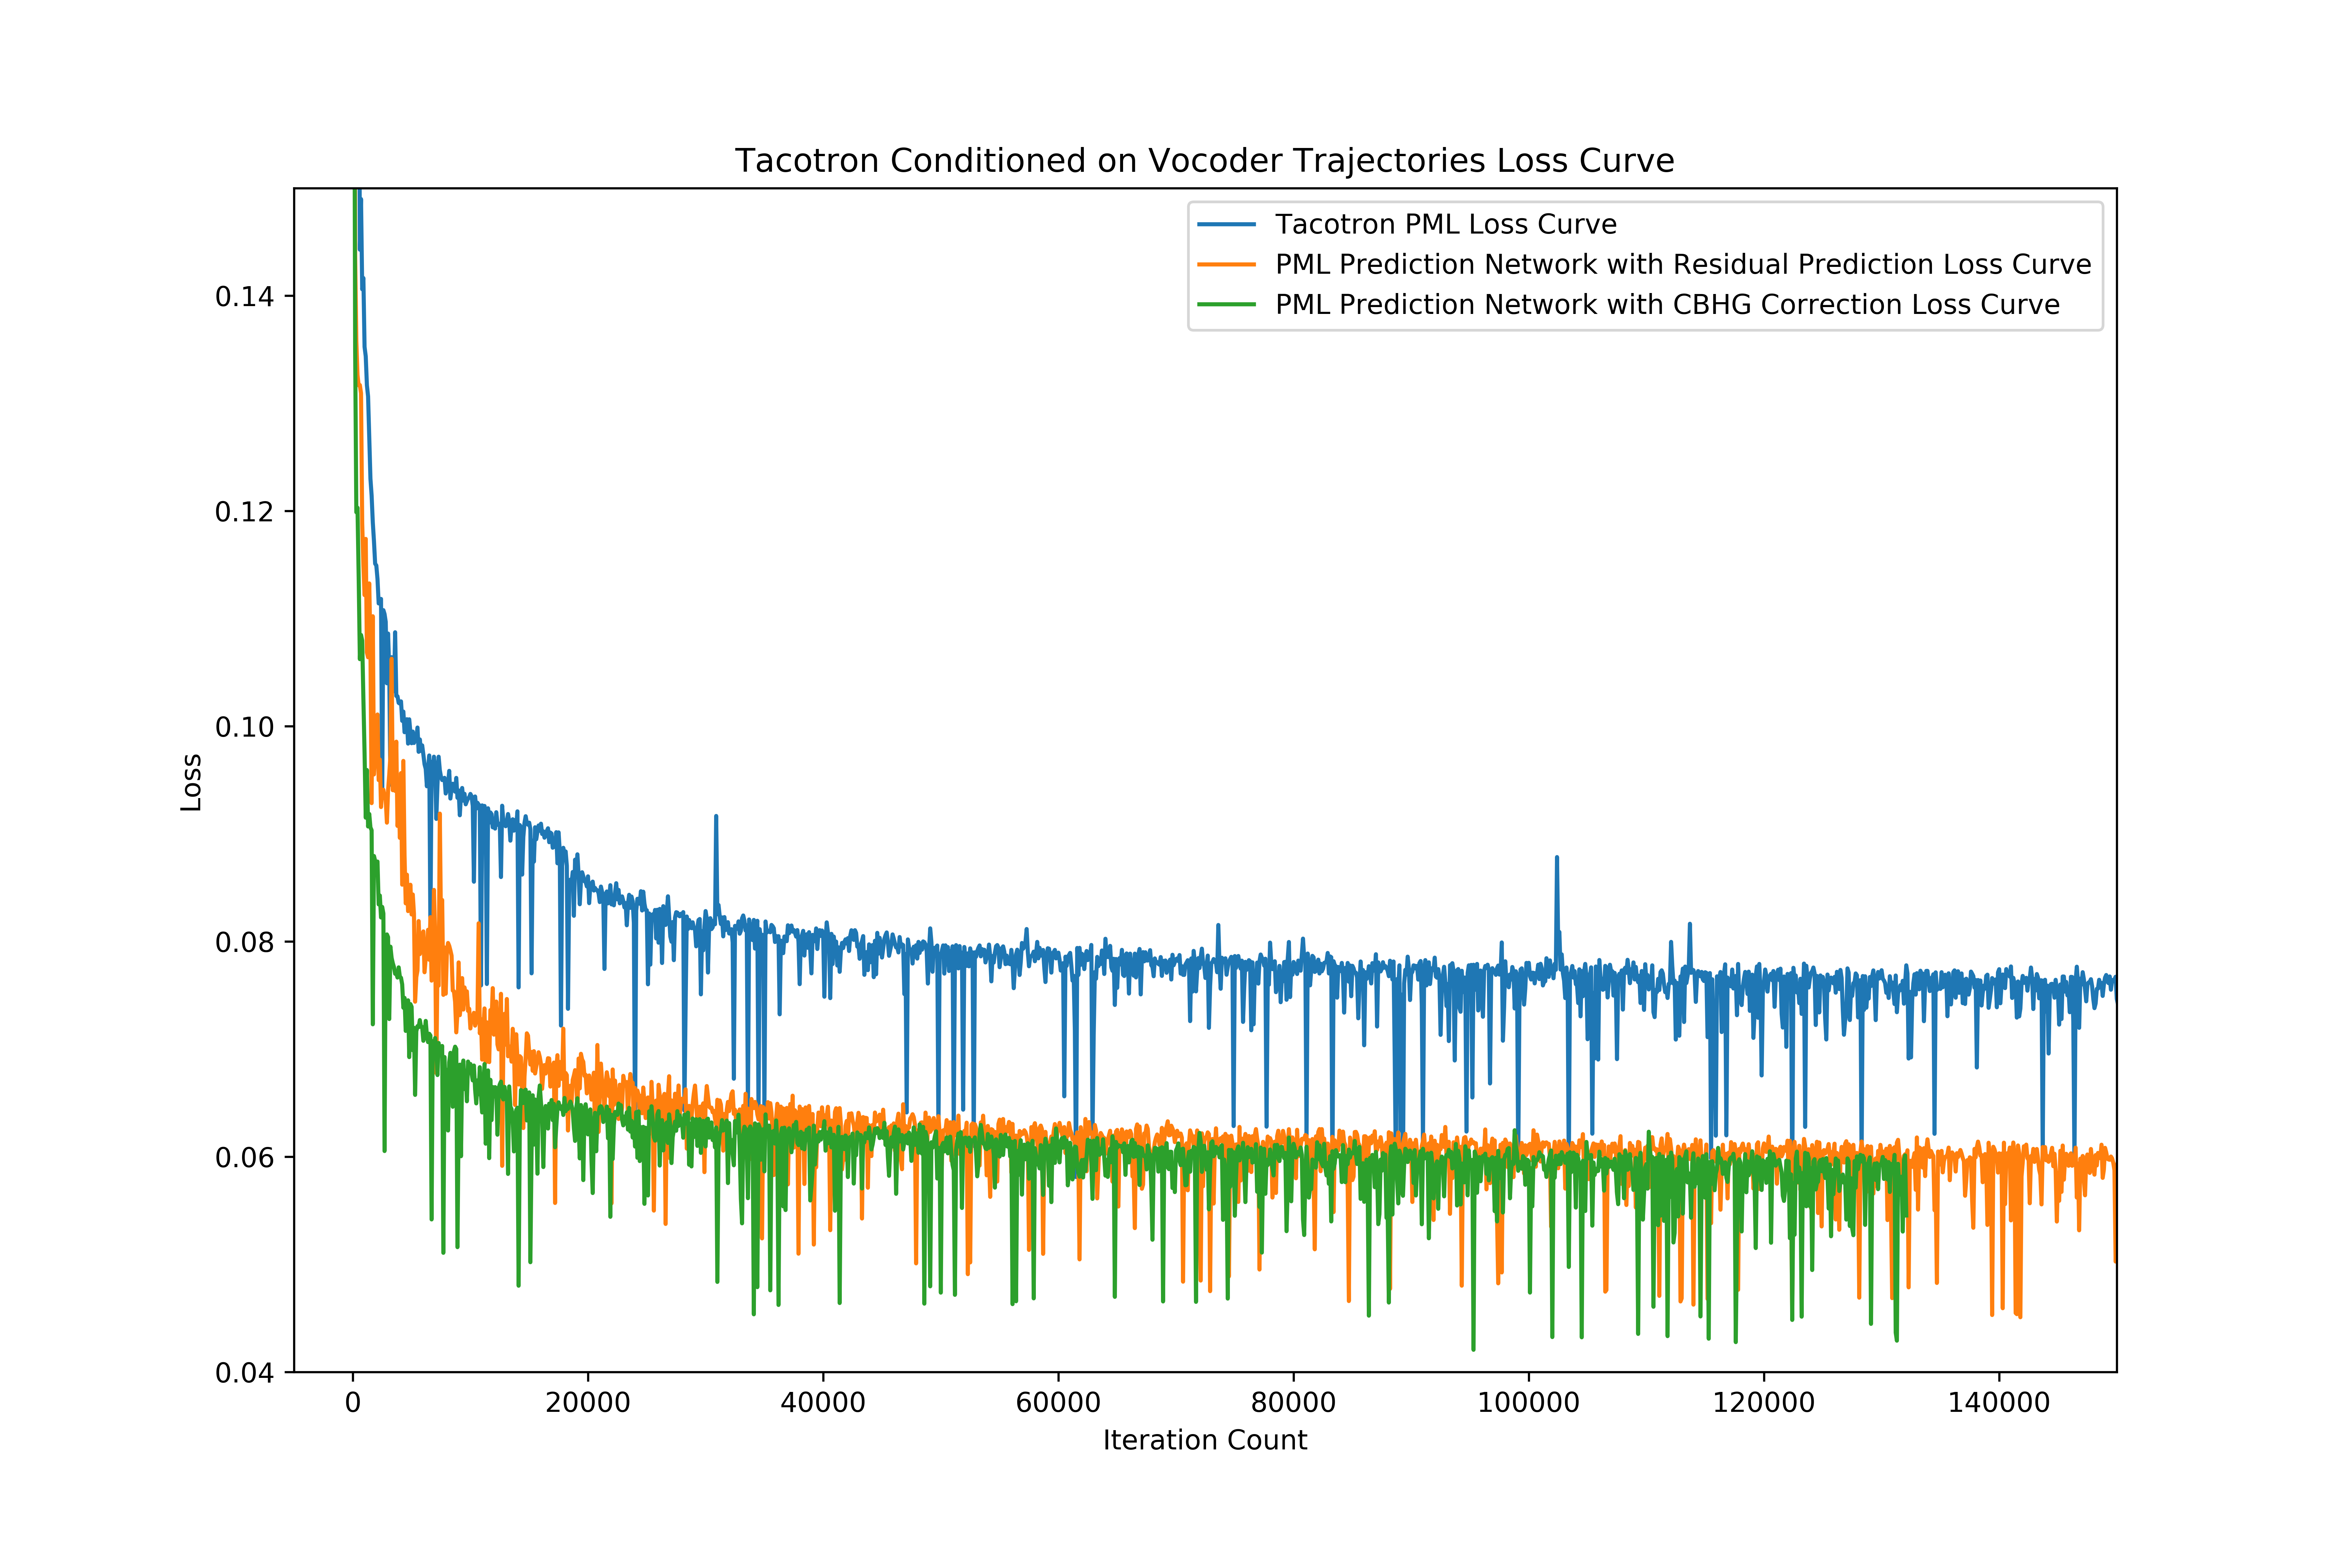 Tacotron Conditioned on Vocoder Trajectories Loss Curve
Tacotron PML Loss Curve
PML Prediction Network with Residual Prediction Loss Curve
PML Prediction Network with CBHG Correction Loss Curve
0.14
0.12
0.10
0.08
0.06
0.04
Loss
0 20000 40000 60000 80000 100000 120000 140000
Iteration Count